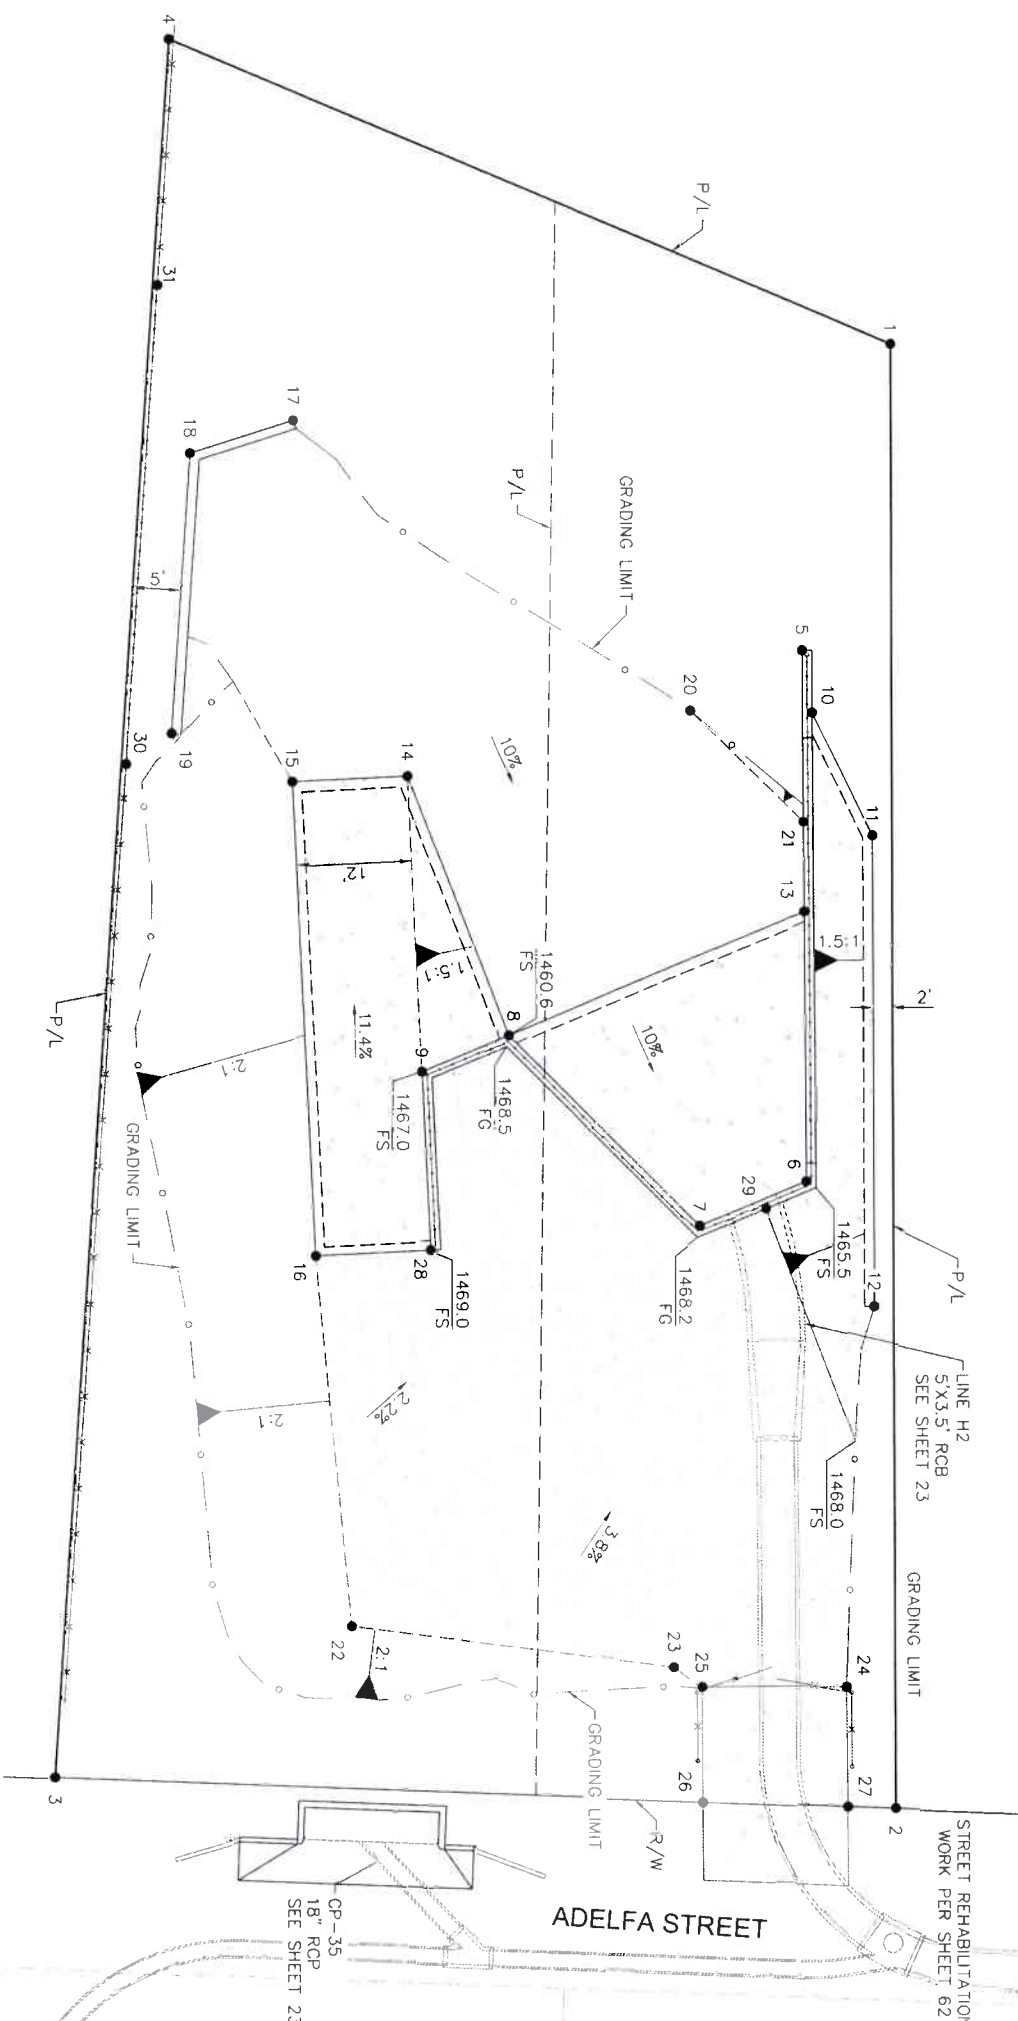 4
P/L
1
31
17
18
GRADING LIMIT
P/L
5
10
20
5'
11
30
19
15
14
10%
21
13
12'
1.5:1
1.5:1
2'
1460.6
FS
8
10%
11.4%
9
P/L
2:1
1468.5
FG
1467.0
FS
GRADING LIMIT
6
29
7
1465.5
FS
12
P/L
16
28
1469.0
FS
1468.2
FG
LINE H2
5'X3.5' RCB
SEE SHEET 23
2:1
2.2%
1468.0
FS
3.8%
GRADING LIMIT
22
2:1
23
25
24
GRADING LIMIT
26
27
2
3
R/W
STREET REHABILITATION
WORK PER SHEET 62
ADELFA STREET
CP-35
18" RCP
SEE SHEET 23